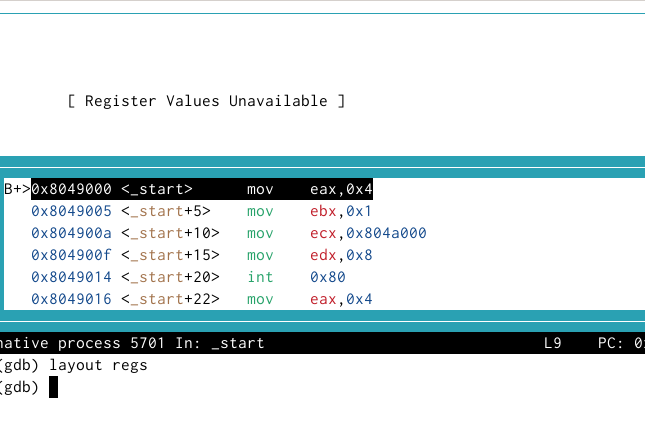 [ Register Values Unavailable ]
B+>0x8049000 <_start> mov eax,0x4
0x8049005 <_start+5> mov ebx,0x1
0x804900a <_start+10> mov ecx,0x804a000
0x804900f <_start+15> mov edx,0x8
0x8049014 <_start+20> int 0x80
0x8049016 <_start+22> mov eax,0x4
native process 5701 In: _start L9 PC:
(gdb) layout regs
(gdb)